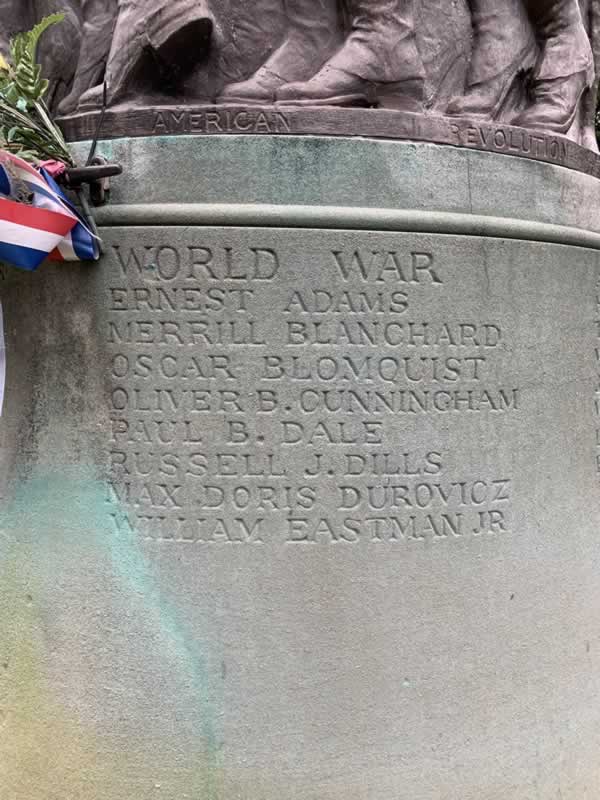 AMERICAN REVOLUTION
WORLD WAR
ERNEST ADAMS
MERRILL BLANCHARD
OSCAR BLOMQUIST
OLIVER B. CUNNINGHAM
PAUL B. DALE
RUSSELL J. DILLS
MAX DORIS DUROVICZ
WILLIAM EASTMAN JR